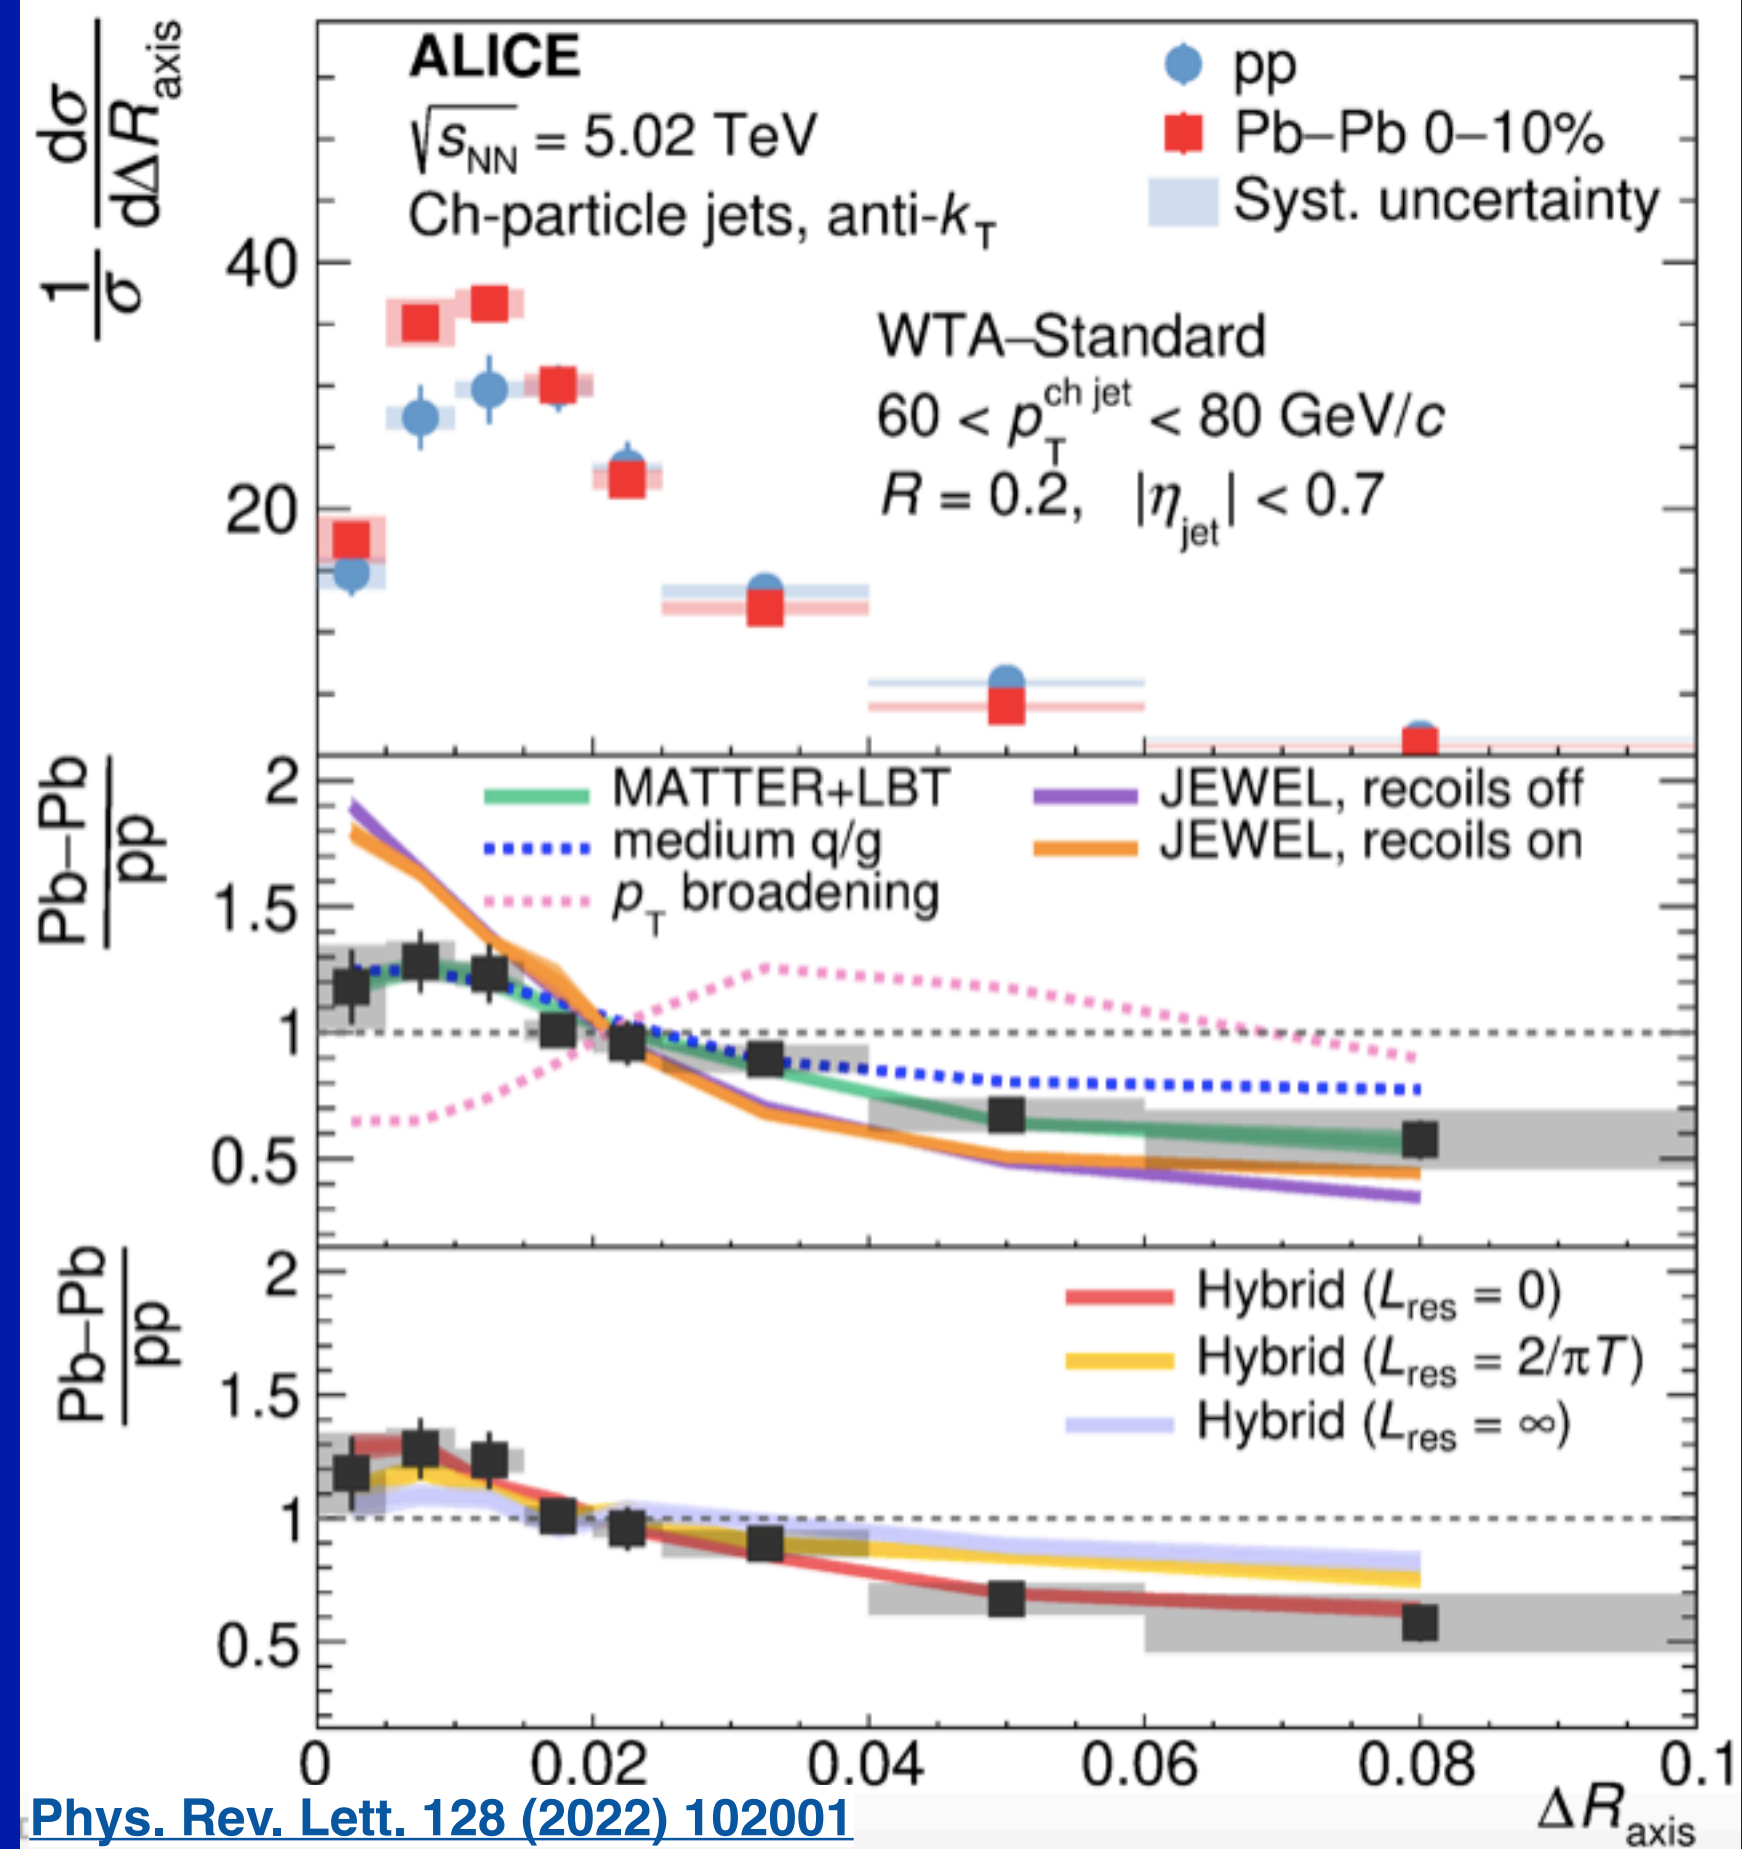 1/σ dσ/dΔR_axis
ALICE
√s_NN = 5.02 TeV
Ch-particle jets, anti-k_T
pp
Pb–Pb 0–10%
Syst. uncertainty
WTA–Standard
60 < p_T^ch jet < 80 GeV/c
R = 0.2, |η_jet| < 0.7
40
20
Pb–Pb
pp
MATTER+LBT
medium q/g
p_T broadening
JEWEL, recoils off
JEWEL, recoils on
2
1.5
1
0.5
Pb–Pb
pp
Hybrid (L_res = 0)
Hybrid (L_res = 2/πT)
Hybrid (L_res = ∞)
2
1.5
1
0.5
0 0.02 0.04 0.06 0.08 0.1
ΔR_axis
Phys. Rev. Lett. 128 (2022) 102001